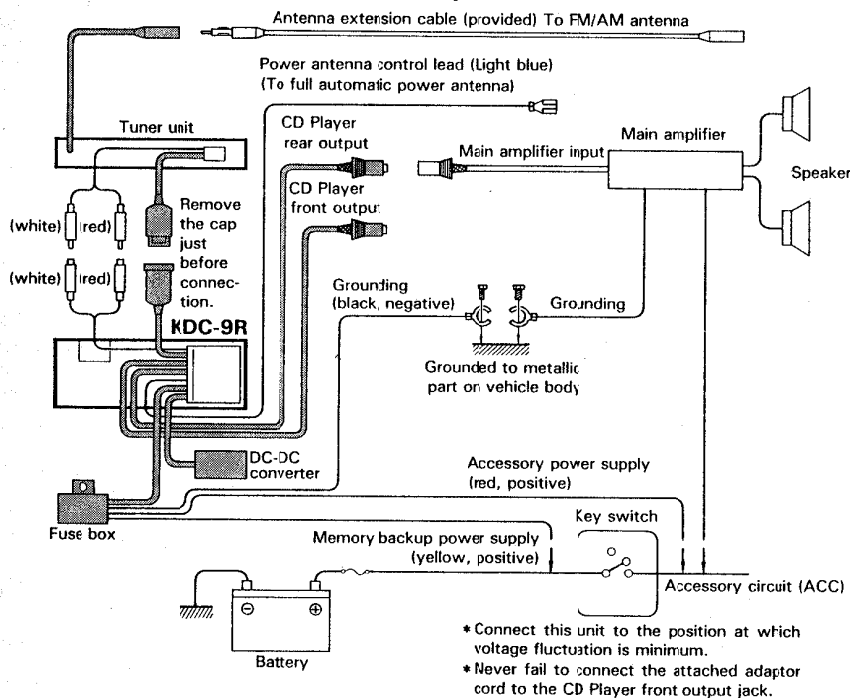 Antenna extension cable (provided) To FM/AM antenna
Power antenna control lead (Light blue)
(To full automatic power antenna)
Tuner unit
CD Player
rear output
Main amplifier input
Main amplifier
Speaker
CD Player
front output
(white)
(red)
Remove
the cap
just
before
connec-
tion.
(white)
(red)
KDC-9R
Grounding
(black, negative)
Grounding
Grounded to metallic
part on vehicle body
DC-DC
converter
Accessory power supply
(red, positive)
Fuse box
Key switch
Memory backup power supply
(yellow, positive)
Accessory circuit (ACC)
⊖
⊕
Battery
* Connect this unit to the position at which
voltage fluctuation is minimum.
* Never fail to connect the attached adaptor
cord to the CD Player front output jack.